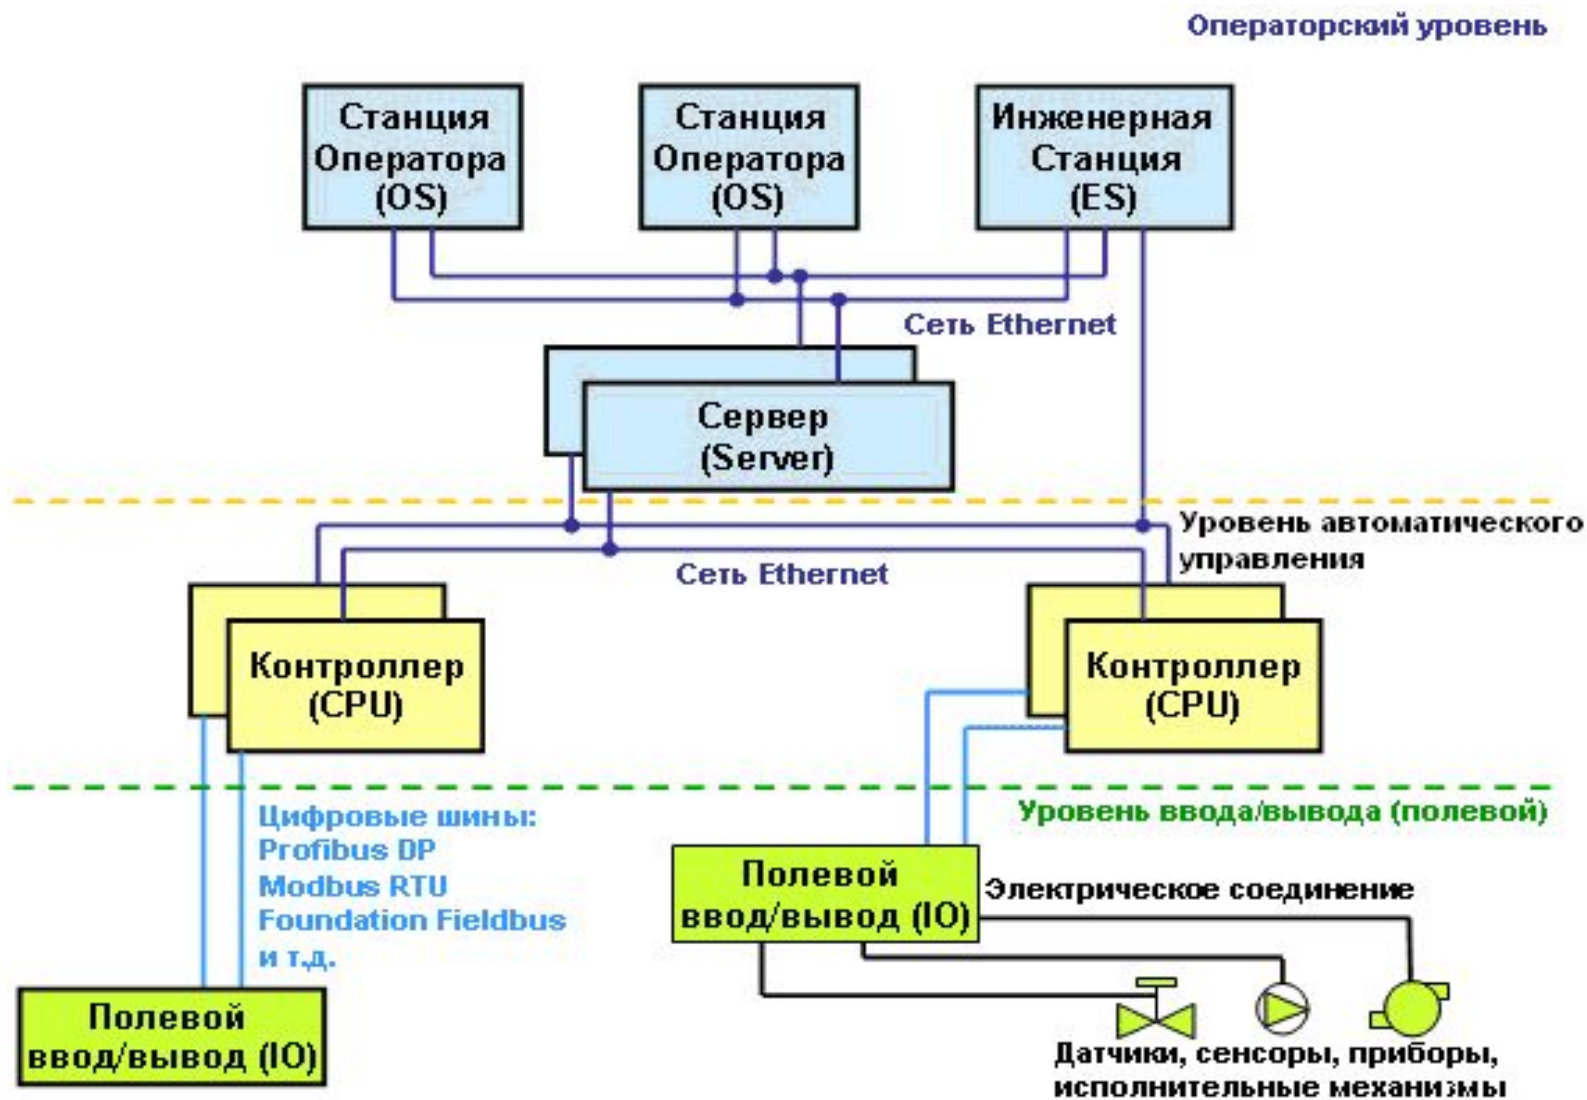 Операторский уровень
Станция
Оператора
(OS)
Станция
Оператора
(OS)
Инженерная
Станция
(ES)
Сеть Ethernet
Сервер
(Server)
Уровень автоматического
управления
Сеть Ethernet
Контроллер
(CPU)
Контроллер
(CPU)
Уровень ввода/вывода (полевой)
Цифровые шины:
Profibus DP
Modbus RTU
Foundation Fieldbus
и т.д.
Полевой
ввод/вывод (IO)
Электрическое соединение
Полевой
ввод/вывод (IO)
Датчики, сенсоры, приборы,
исполнительные механизмы